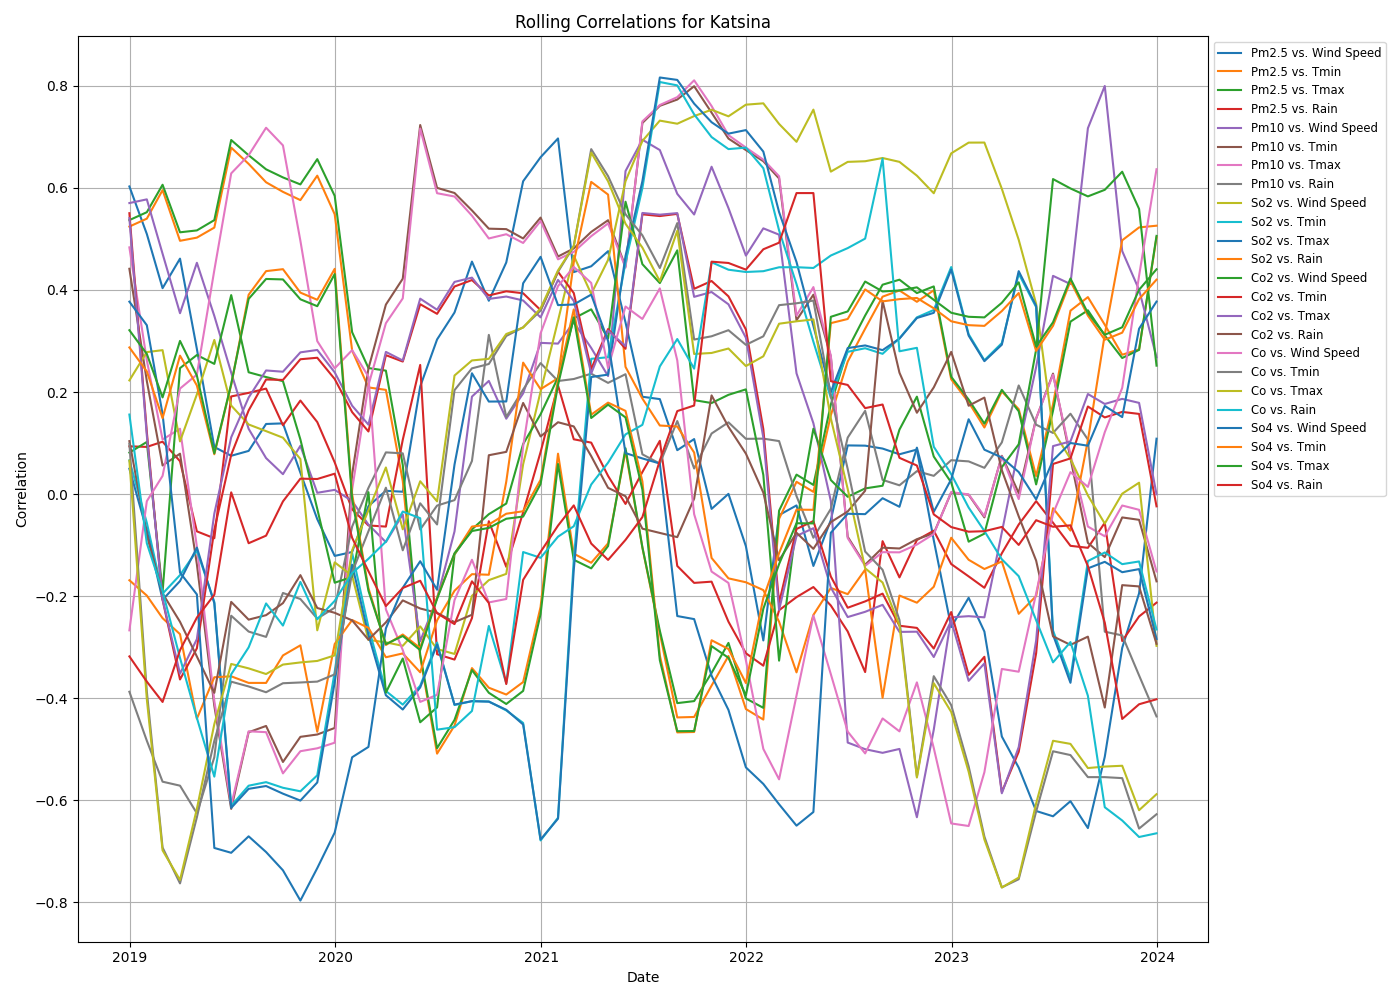 Rolling Correlations for Katsina
0.8
0.6
0.4
0.2
0.0
−0.2
−0.4
−0.6
−0.8
Correlation
2019
2020
2021
2022
2023
2024
Date
Pm2.5 vs. Wind Speed
Pm2.5 vs. Tmin
Pm2.5 vs. Tmax
Pm2.5 vs. Rain
Pm10 vs. Wind Speed
Pm10 vs. Tmin
Pm10 vs. Tmax
Pm10 vs. Rain
So2 vs. Wind Speed
So2 vs. Tmin
So2 vs. Tmax
So2 vs. Rain
Co2 vs. Wind Speed
Co2 vs. Tmin
Co2 vs. Tmax
Co2 vs. Rain
Co vs. Wind Speed
Co vs. Tmin
Co vs. Tmax
Co vs. Rain
So4 vs. Wind Speed
So4 vs. Tmin
So4 vs. Tmax
So4 vs. Rain